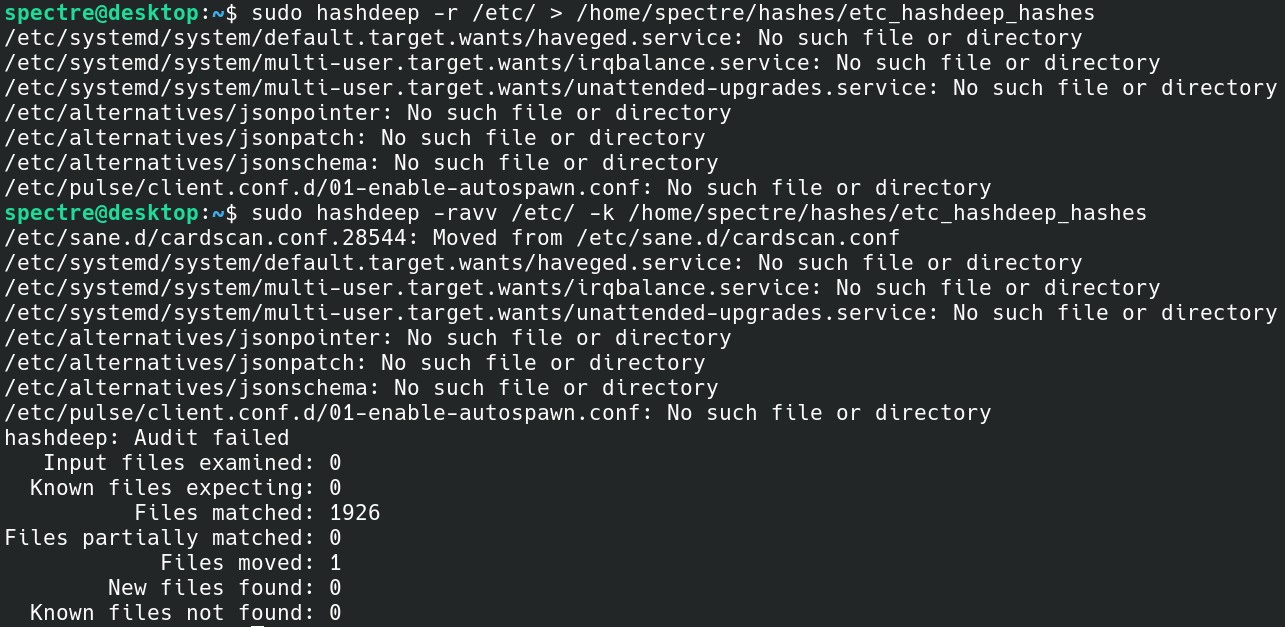 spectre@desktop:~$ sudo hashdeep -r /etc/ > /home/spectre/hashes/etc_hashdeep_hashes
/etc/systemd/system/default.target.wants/haveged.service: No such file or directory
/etc/systemd/system/multi-user.target.wants/irqbalance.service: No such file or directory
/etc/systemd/system/multi-user.target.wants/unattended-upgrades.service: No such file or directory
/etc/alternatives/jsonpointer: No such file or directory
/etc/alternatives/jsonpatch: No such file or directory
/etc/alternatives/jsonschema: No such file or directory
/etc/pulse/client.conf.d/01-enable-autospawn.conf: No such file or directory
spectre@desktop:~$ sudo hashdeep -ravv /etc/ -k /home/spectre/hashes/etc_hashdeep_hashes
/etc/sane.d/cardscan.conf.28544: Moved from /etc/sane.d/cardscan.conf
/etc/systemd/system/default.target.wants/haveged.service: No such file or directory
/etc/systemd/system/multi-user.target.wants/irqbalance.service: No such file or directory
/etc/systemd/system/multi-user.target.wants/unattended-upgrades.service: No such file or directory
/etc/alternatives/jsonpointer: No such file or directory
/etc/alternatives/jsonpatch: No such file or directory
/etc/alternatives/jsonschema: No such file or directory
/etc/pulse/client.conf.d/01-enable-autospawn.conf: No such file or directory
hashdeep: Audit failed
   Input files examined: 0
  Known files expecting: 0
          Files matched: 1926
Files partially matched: 0
            Files moved: 1
        New files found: 0
  Known files not found: 0